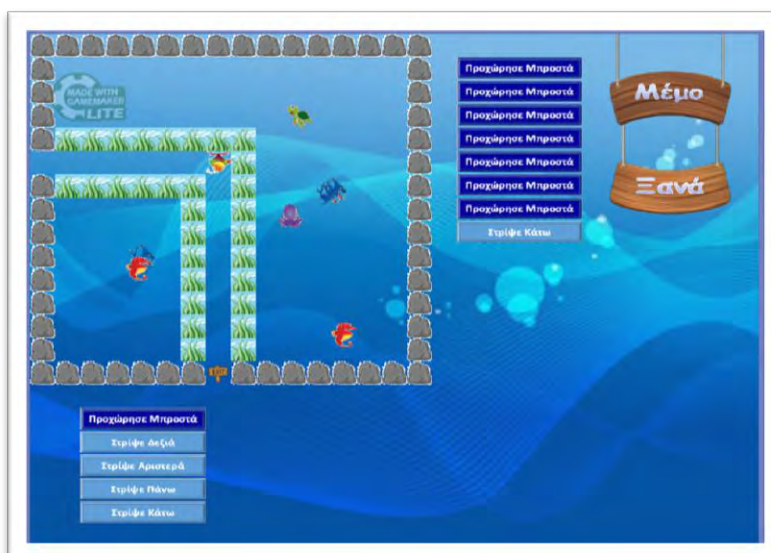 MADE WITH
GAMEMAKER
LITE
Προχώρησε Μπροστά
Προχώρησε Μπροστά
Προχώρησε Μπροστά
Προχώρησε Μπροστά
Προχώρησε Μπροστά
Προχώρησε Μπροστά
Προχώρησε Μπροστά
Στρίψε Κάτω
Μέμο
Ξανά
Προχώρησε Μπροστά
Στρίψε Δεξιά
Στρίψε Αριστερά
Στρίψε Πάνω
Στρίψε Κάτω